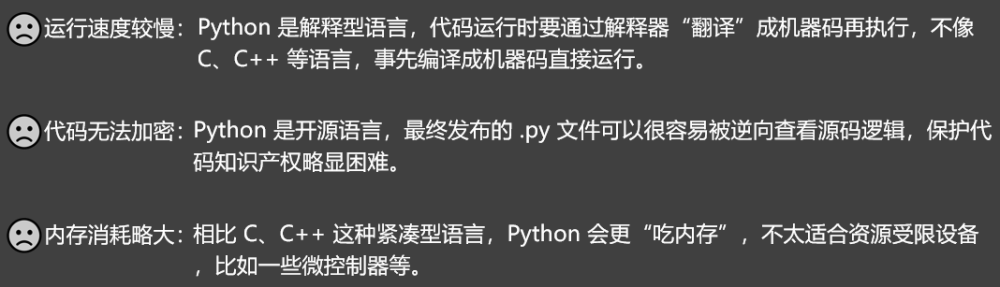 运行速度较慢：Python 是解释型语言，代码运行时要通过解释器“翻译”成机器码再执行，不像
C、C++ 等语言，事先编译成机器码直接运行。
代码无法加密：Python 是开源语言，最终发布的 .py 文件可以很容易被逆向查看源码逻辑，保护代
码知识产权略显困难。
内存消耗略大：相比 C、C++ 这种紧凑型语言，Python 会更“吃内存”，不太适合资源受限设备
，比如一些微控制器等。